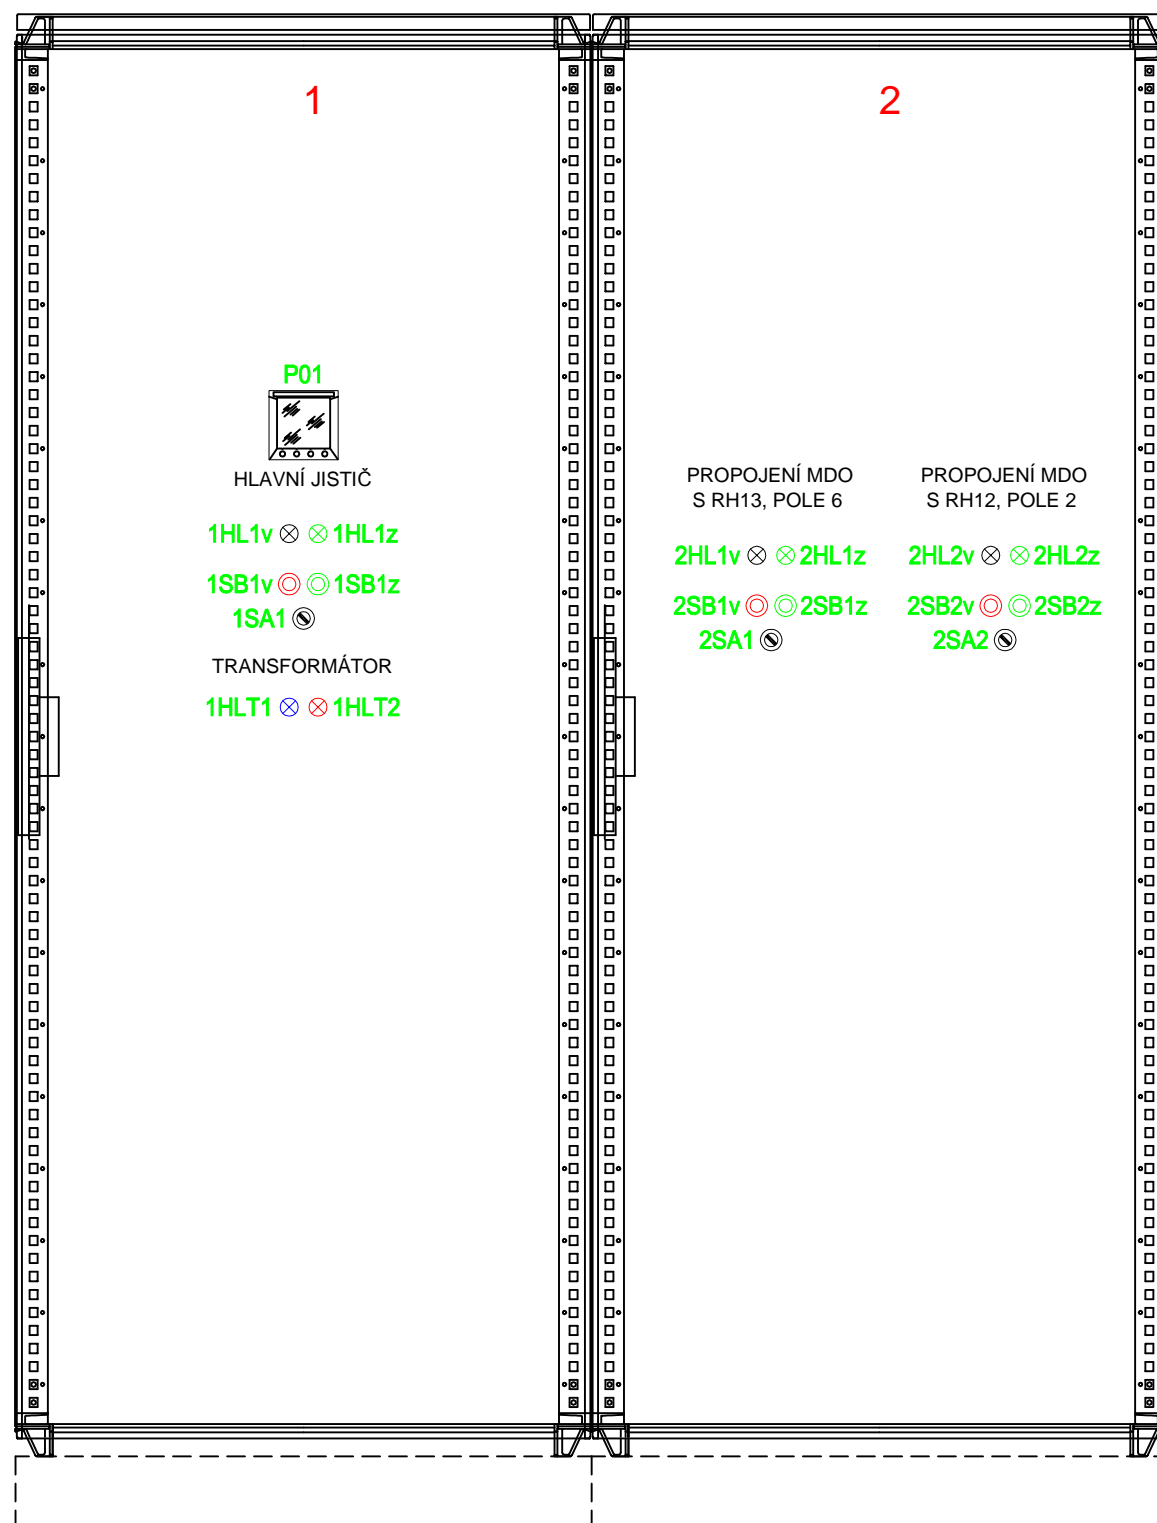 1
P01
HLAVNÍ JISTIČ
1HL1v 1HL1z
1SB1v 1SB1z
1SA1
TRANSFORMÁTOR
1HLT1 1HLT2
2
PROPOJENÍ MDO
S RH13, POLE 6
2HL1v 2HL1z
2SB1v 2SB1z
2SA1
PROPOJENÍ MDO
S RH12, POLE 2
2HL2v 2HL2z
2SB2v 2SB2z
2SA2